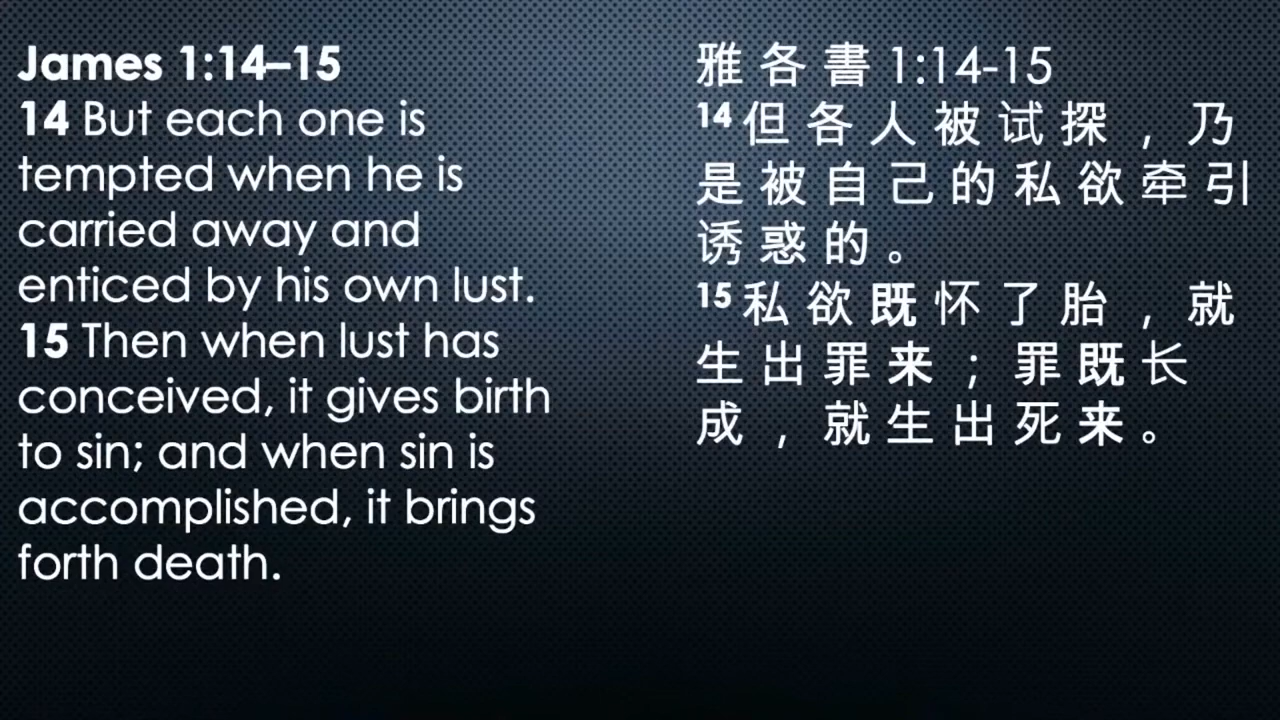 James 1:14–15
14 But each one is
tempted when he is
carried away and
enticed by his own lust.
15 Then when lust has
conceived, it gives birth
to sin; and when sin is
accomplished, it brings
forth death.
雅各書 1:14-15
14 但各人被试探，乃
是被自己的私欲牵引
诱惑的。
15 私欲既怀了胎，就
生出罪来；罪既长
成，就生出死来。